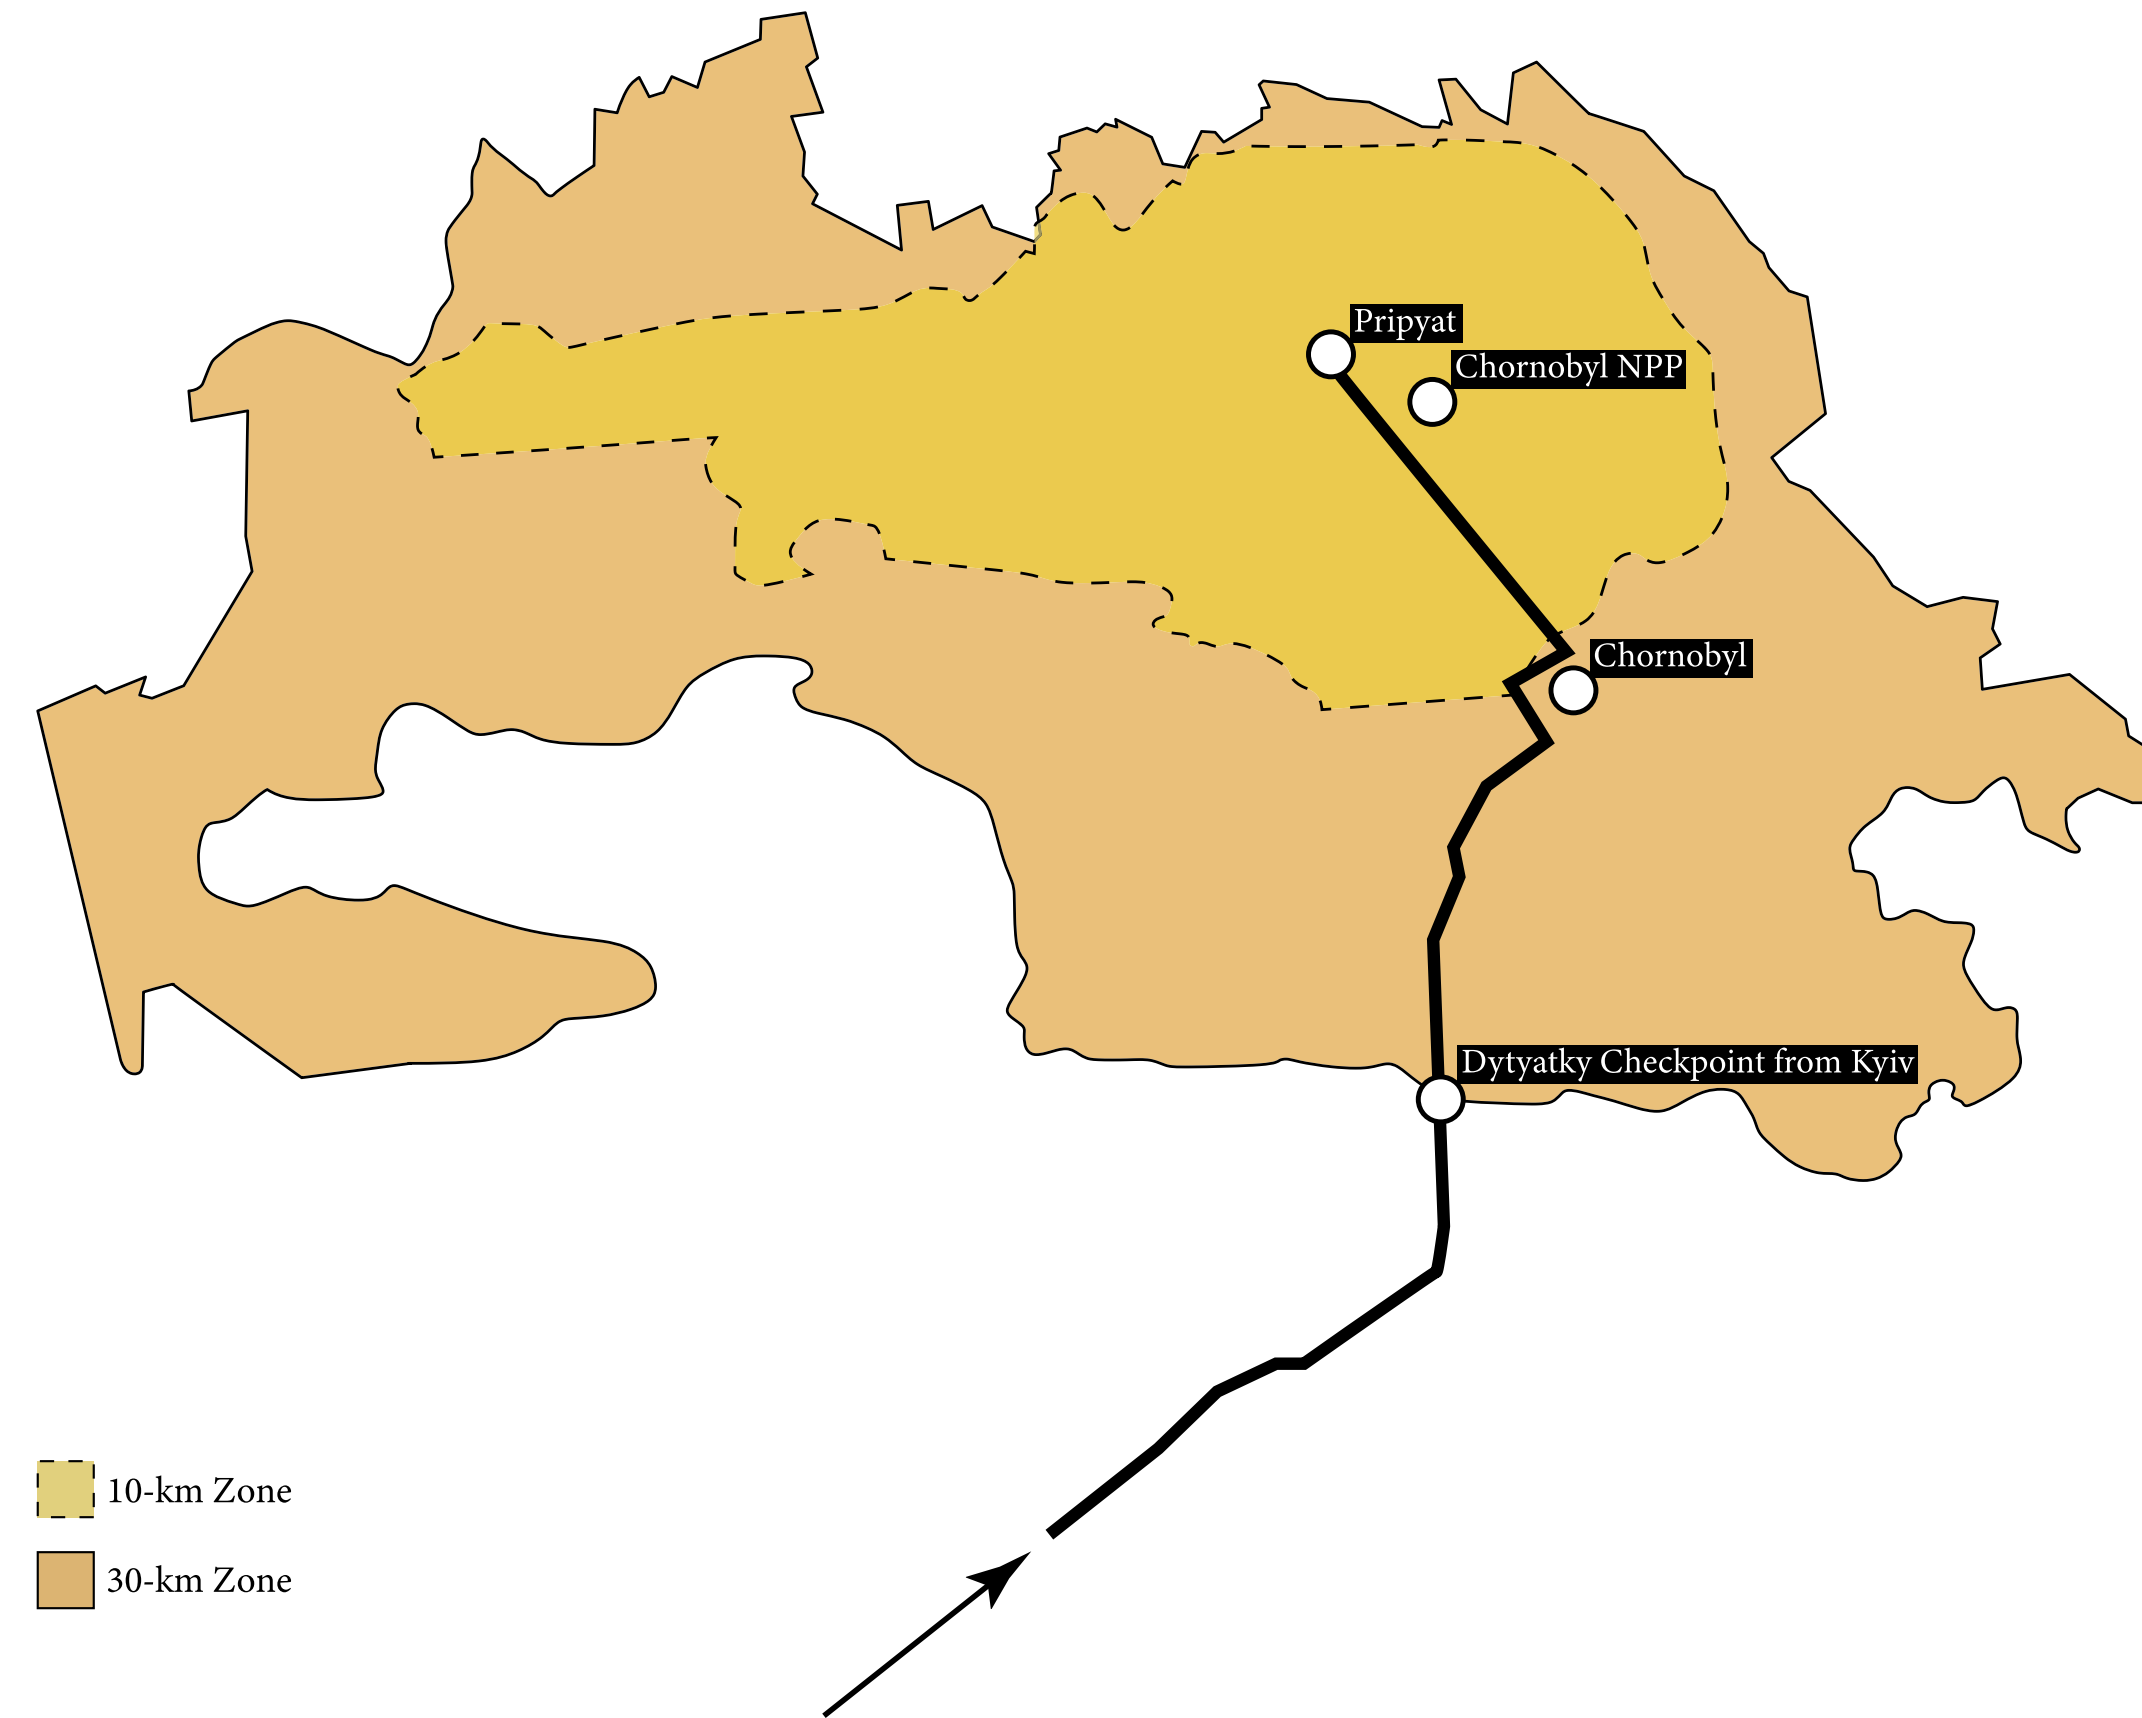 Pripyat
Chornobyl NPP
Chornobyl
Dytyatky Checkpoint from Kyiv
10-km Zone
30-km Zone